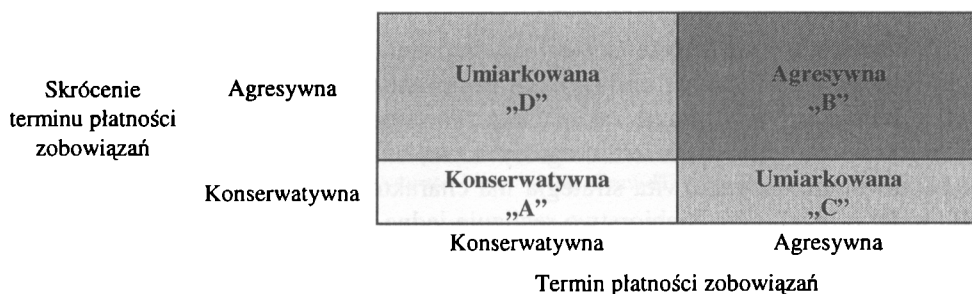 Skrócenie
terminu płatności
zobowiązań
Agresywna
Umiarkowana
„D”
Agresywna
„B”
Konserwatywna
Konserwatywna
„A”
Umiarkowana
„C”
Konserwatywna
Agresywna
Termin płatności zobowiązań